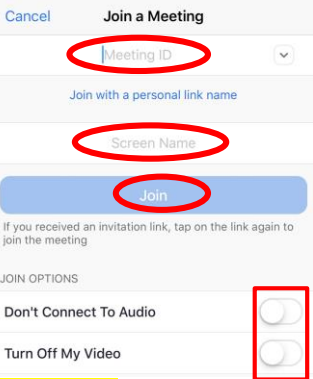 Cancel Join a Meeting
Meeting ID
Join with a personal link name
Screen Name
Join
If you received an invitation link, tap on the link again to
join the meeting
JOIN OPTIONS
Don't Connect To Audio
Turn Off My Video